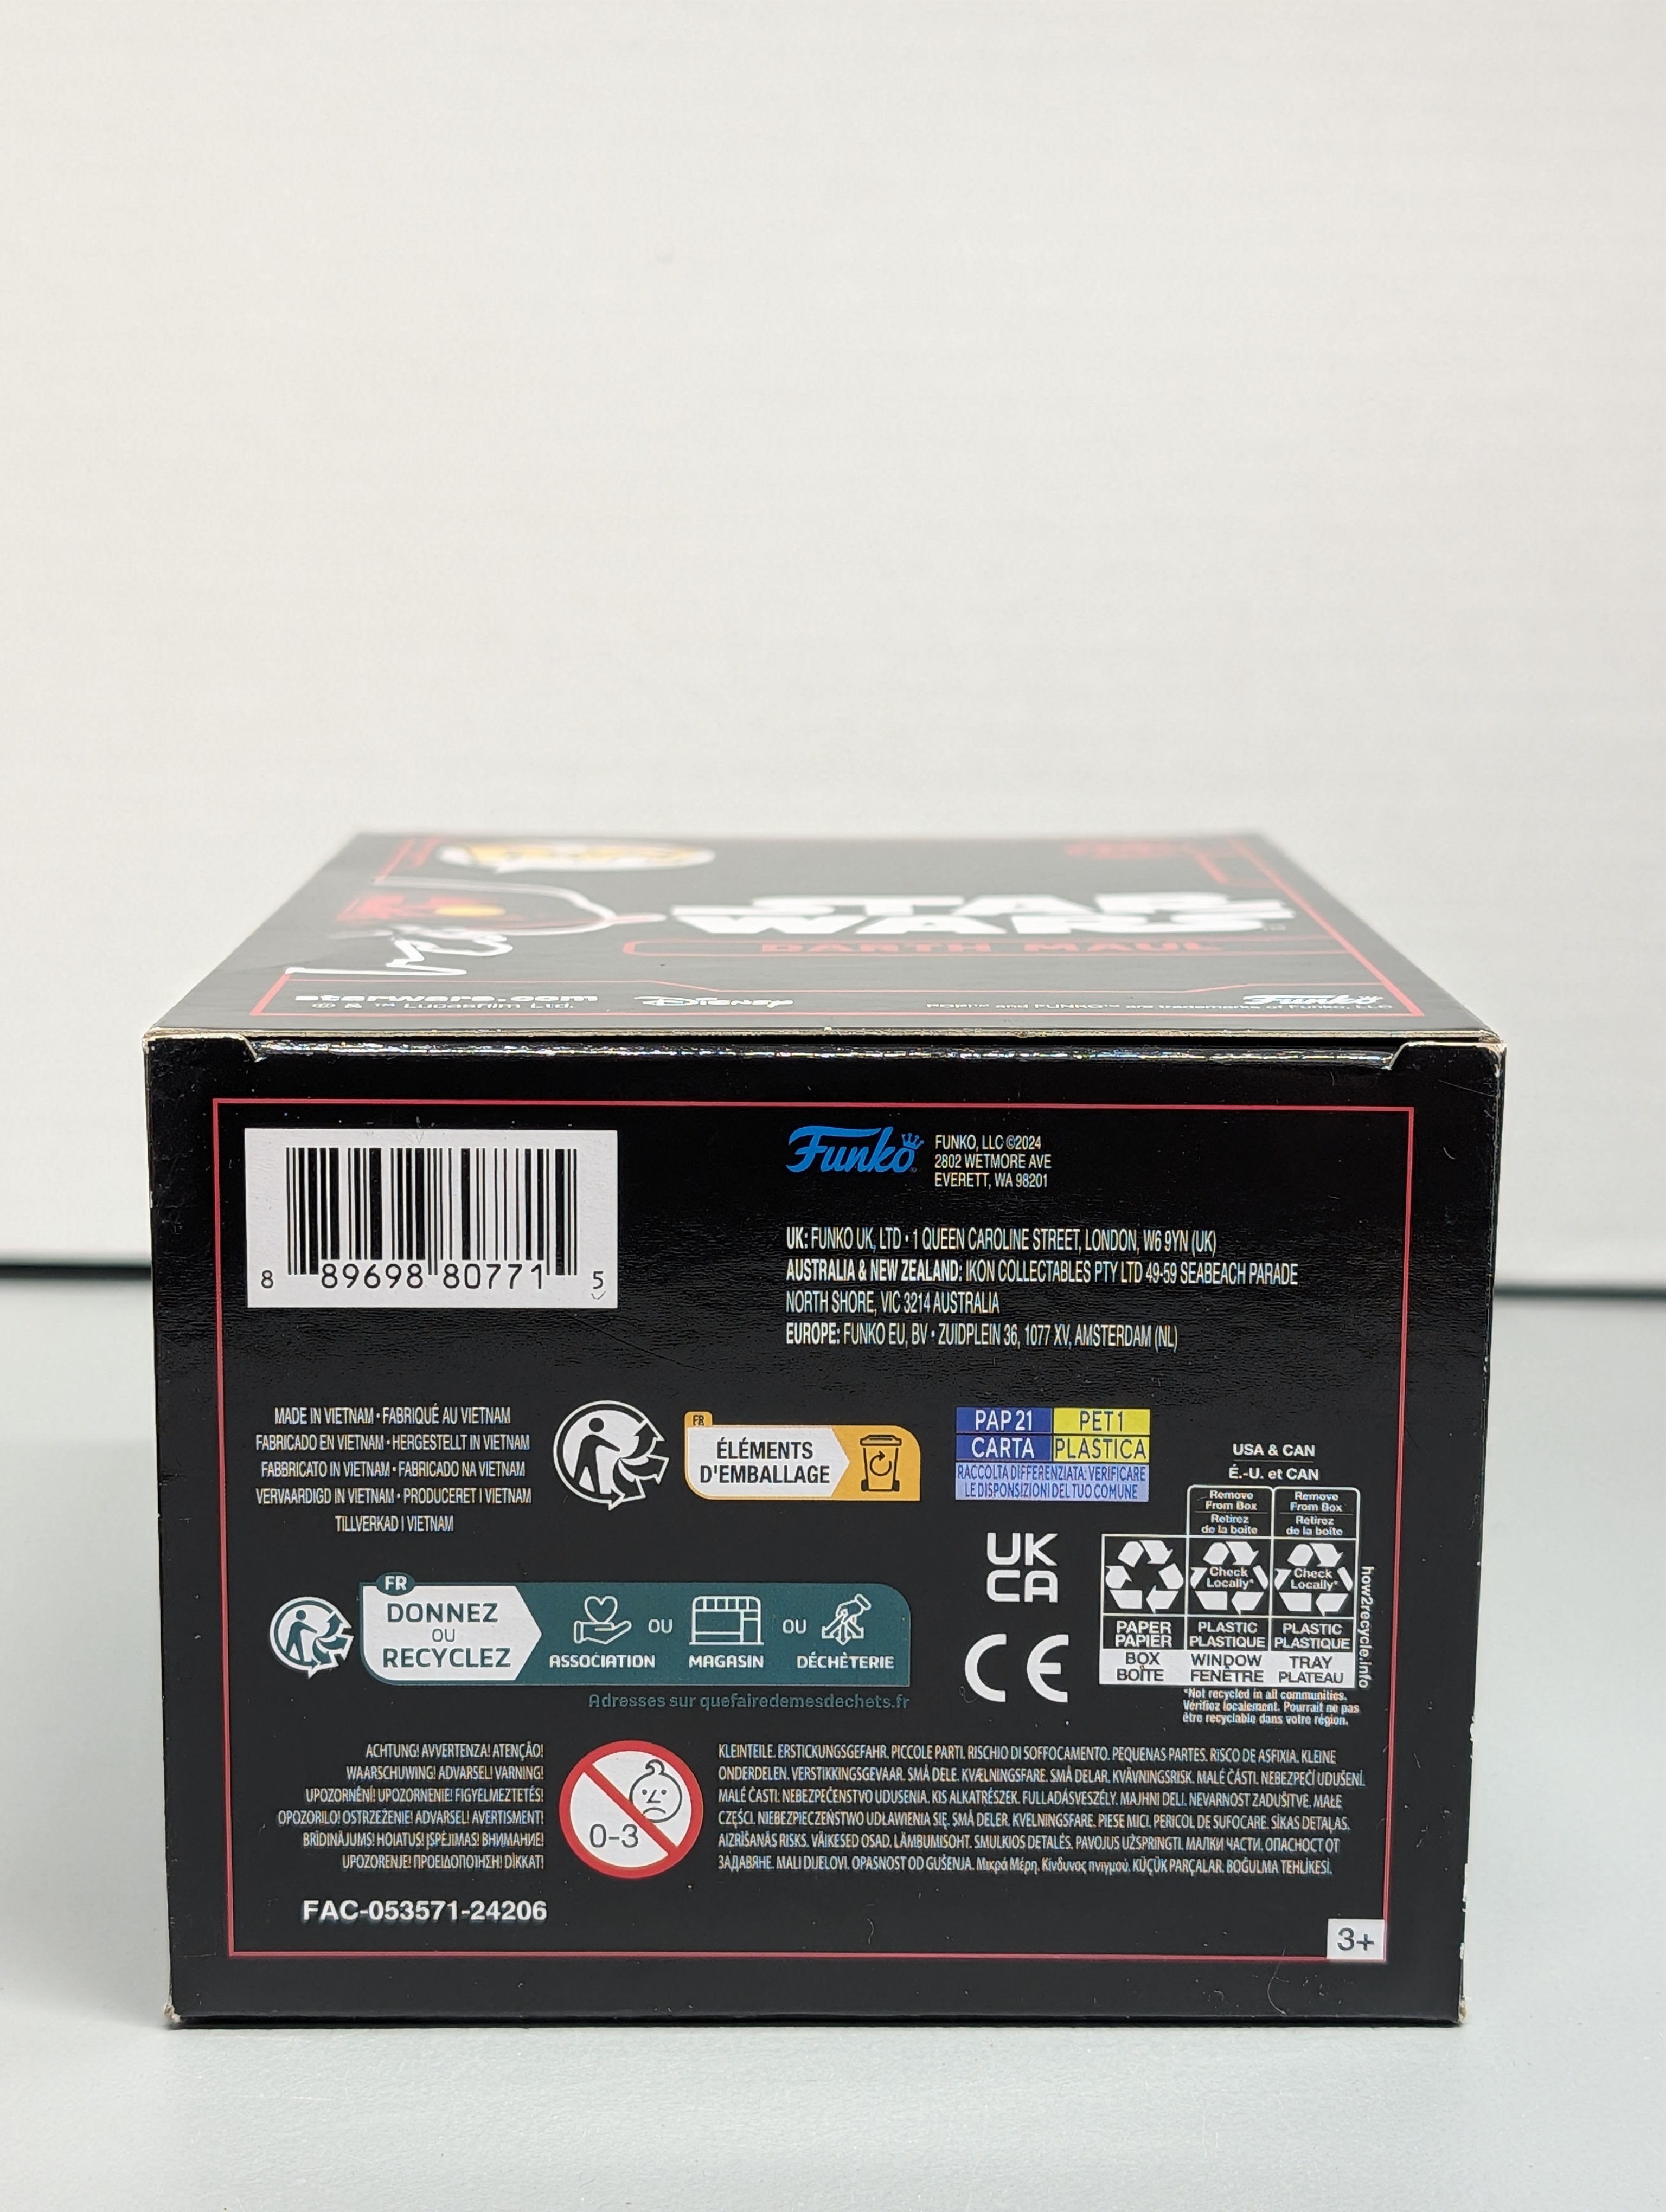 STAR
WARS
DARTH MAUL
starwars.com
© & ™ Lucasfilm Ltd.
Disney
POP!™ and FUNKO™ are trademarks of Funko, LLC
Funko
8 89698 80771 5
Funko
FUNKO, LLC ©2024
2802 WETMORE AVE
EVERETT, WA 98201
UK: FUNKO UK, LTD • 1 QUEEN CAROLINE STREET, LONDON, W6 9YN (UK)
AUSTRALIA & NEW ZEALAND: IKON COLLECTABLES PTY LTD 49-59 SEABEACH PARADE
NORTH SHORE, VIC 3214 AUSTRALIA
EUROPE: FUNKO EU, BV • ZUIDPLEIN 36, 1077 XV, AMSTERDAM (NL)
MADE IN VIETNAM • FABRIQUÉ AU VIETNAM
FABRICADO EN VIETNAM • HERGESTELLT IN VIETNAM
FABBRICATO IN VIETNAM • FABRICADO NA VIETNAM
VERVAARDIGD IN VIETNAM • PRODUCERET I VIETNAM
TILLVERKAD I VIETNAM
FR
ÉLÉMENTS
D'EMBALLAGE
PAP 21 PET 1
CARTA PLASTICA
RACCOLTA DIFFERENZIATA: VERIFICARE
LE DISPOSIZIONI DEL TUO COMUNE
USA & CAN
É.-U. et CAN
Remove From Box
Retirez de la boîte
Remove From Box
Retirez de la boîte
Check Locally*
Check Locally*
PAPER PAPIER
PLASTIC PLASTIQUE
PLASTIC PLASTIQUE
BOX BOÎTE
WINDOW FENÊTRE
TRAY PLATEAU
how2recycle.info
*Not recycled in all communities.
Vérifiez localement. Pourrait ne pas
être recyclable dans votre région.
UK
CA
CE
FR
DONNEZ
OU
RECYCLEZ
ASSOCIATION OU MAGASIN OU DÉCHÈTERIE
Adresses sur quefairedemesdechets.fr
ACHTUNG! AVVERTENZA! ATENÇÃO!
WAARSCHUWING! ADVARSEL! VARNING!
UPOZORNĚNÍ! UPOZORNENIE! FIGYELMEZTETÉS!
OPOZORILO! OSTRZEŻENIE! ADVARSEL! AVERTISMENT!
BRĪDINĀJUMS! HOIATUS! ĮSPĖJIMAS! ВНИМАНИЕ!
UPOZORENJE! ΠΡΟΕΙΔΟΠΟΊΗΣΗ! DİKKAT!
0-3
KLEINTEILE. ERSTICKUNGSGEFAHR. PICCOLE PARTI. RISCHIO DI SOFFOCAMENTO. PEQUENAS PARTES. RISCO DE ASFIXIA. KLEINE
ONDERDELEN. VERSTIKKINGSGEVAAR. SMÅ DELE. KVÆLNINGSFARE. SMÅ DELAR. KVÄVNINGSRISK. MALÉ ČÁSTI. NEBEZPEČÍ UDUŠENÍ.
MALÉ ČASTI: NEBEZPEČENSTVO UDUSENIA. KIS ALKATRÉSZEK. FULLADÁSVESZÉLY. MAJHNI DELI. NEVARNOST ZADUŠITVE. MAŁE
CZĘŚCI. NIEBEZPIECZEŃSTWO UDŁAWIENIA SIĘ. SMÅ DELER. KVELNINGSFARE. PIESE MICI. PERICOL DE SUFOCARE. SĪKAS DETAĻAS.
AIZRĪŠANĀS RISKS. VÄIKESED OSAD. LÄMBUMISOHT. SMULKIOS DETALĖS. PAVOJUS UŽSPRINGTI. МАЛКИ ЧАСТИ. ОПАСНОСТ ОТ
ЗАДАВЯНЕ. MALI DIJELOVI. OPASNOST OD GUŠENJA. Μικρά Μέρη. Κίνδυνος πνιγμού. KÜÇÜK PARÇALAR. BOĞULMA TEHLİKESİ.
FAC-053571-24206
3+